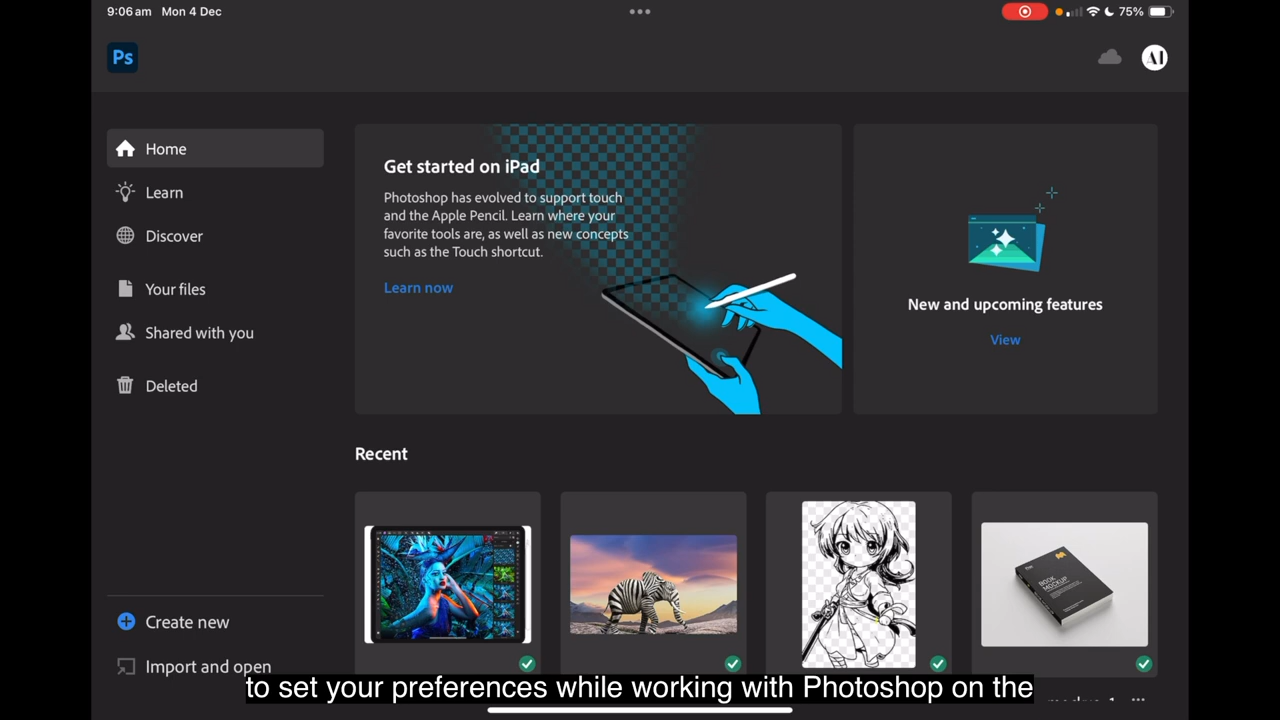 9:06 am Mon 4 Dec
75%
Ps
AI
Home
Learn
Discover
Your files
Shared with you
Deleted
Create new
Import and open
Get started on iPad
Photoshop has evolved to support touch
and the Apple Pencil. Learn where your
favorite tools are, as well as new concepts
such as the Touch shortcut.
Learn now
New and upcoming features
View
Recent
BOOK
MOCKUP
to set your preferences while working with Photoshop on the